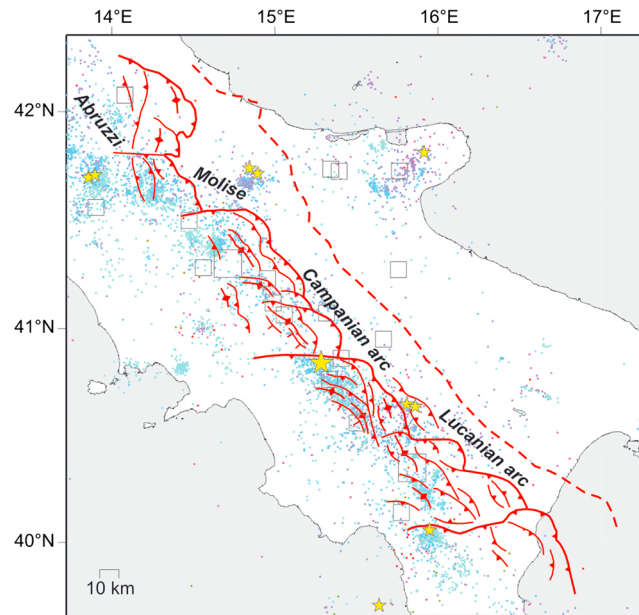 14°E 15°E 16°E 17°E
42°N
Abruzzi
Molise
Campanian arc
41°N
Lucanian arc
40°N
10 km